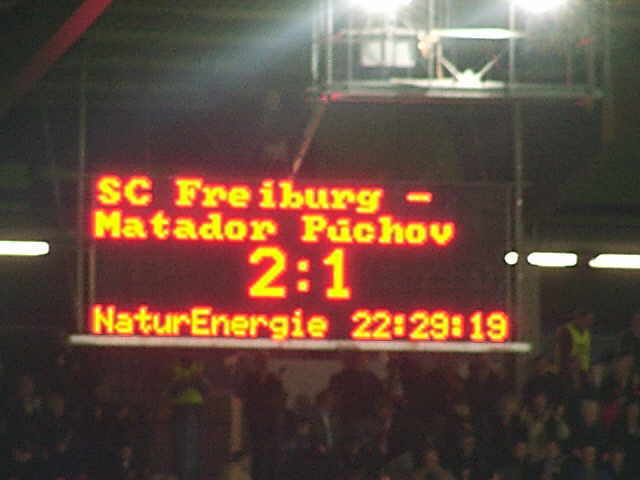 SC Freiburg -
Matador Púchov
2:1
NaturEnergie 22:29:19